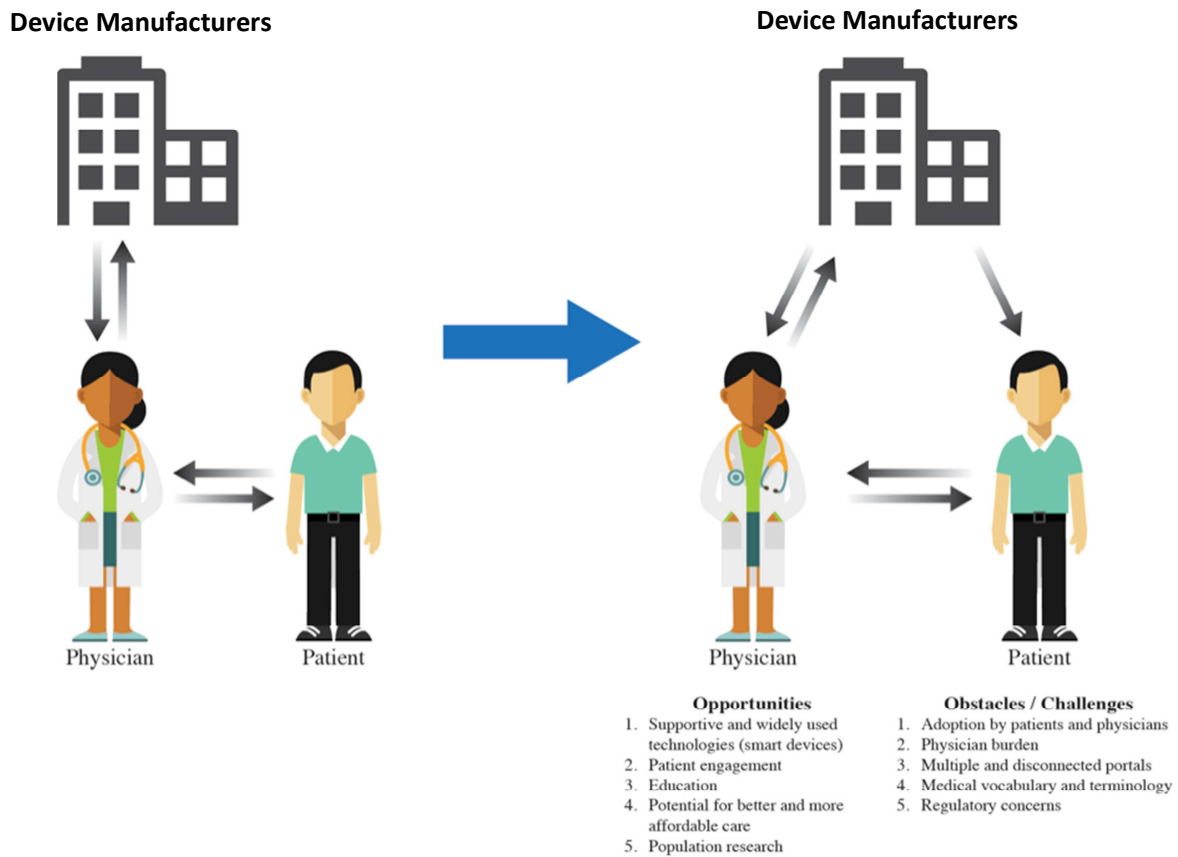 Device Manufacturers
Device Manufacturers
Physician
Patient
Physician
Patient
Opportunities
1. Supportive and widely used
technologies (smart devices)
2. Patient engagement
3. Education
4. Potential for better and more
affordable care
5. Population research
Obstacles / Challenges
1. Adoption by patients and physicians
2. Physician burden
3. Multiple and disconnected portals
4. Medical vocabulary and terminology
5. Regulatory concerns